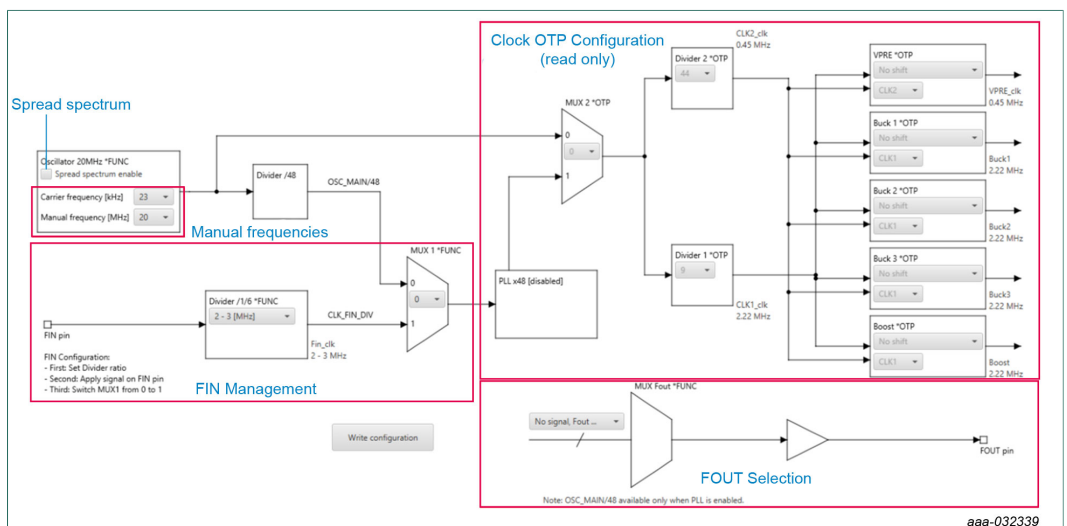 Clock OTP Configuration
(read only)
CLK2_clk
0.45 MHz
Divider 2 *OTP
44
VPRE *OTP
No shift
CLK2
VPRE_clk
0.45 MHz
Spread spectrum
MUX 2 *OTP
0
0
1
Buck 1 *OTP
No shift
CLK1
Buck1
2.22 MHz
Oscillator 20MHz *FUNC
Spread spectrum enable
Carrier frequency [kHz] 23
Manual frequency [MHz] 20
Manual frequencies
Divider /48
OSC_MAIN/48
Buck 2 *OTP
No shift
CLK1
Buck2
2.22 MHz
MUX 1 *FUNC
0
0
1
PLL x48 [disabled]
Divider 1 *OTP
9
CLK1_clk
2.22 MHz
Buck 3 *OTP
No shift
CLK1
Buck3
2.22 MHz
Divider /1/6 *FUNC
2 - 3 [MHz]
CLK_FIN_DIV
Fin_clk
2 - 3 MHz
FIN pin
Boost *OTP
No shift
CLK1
Boost
2.22 MHz
FIN Configuration:
- First: Set Divider ratio
- Second: Apply signal on FIN pin
- Third: Switch MUX1 from 0 to 1
FIN Management
MUX Fout *FUNC
No signal, Fout ...
Write configuration
FOUT pin
FOUT Selection
Note: OSC_MAIN/48 available only when PLL is enabled.
aaa-032339